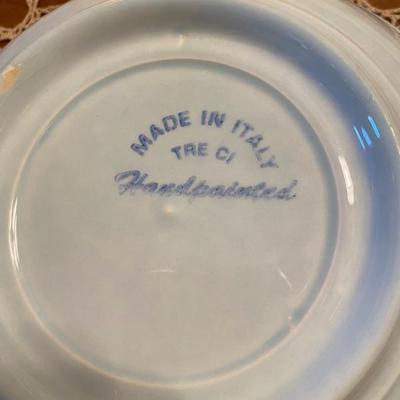 MADE IN ITALY
TRE CI
Handpainted